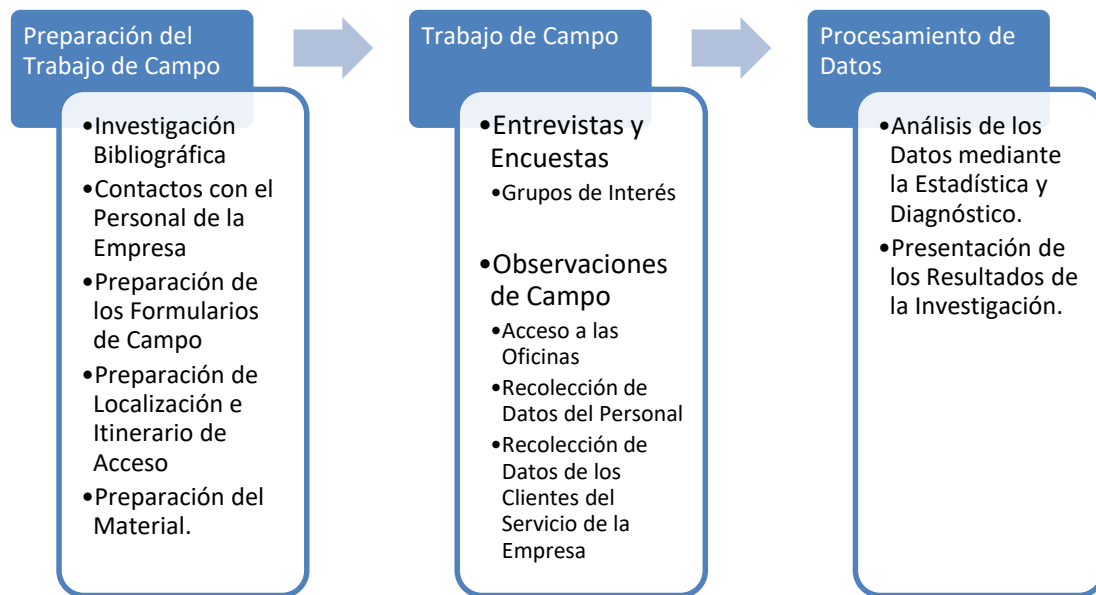 Preparación del
Trabajo de Campo
•Investigación
Bibliográfica
•Contactos con el
Personal de la
Empresa
•Preparación de
los Formularios
de Campo
•Preparación de
Localización e
Itinerario de
Acceso
•Preparación del
Material.
Trabajo de Campo
•Entrevistas y
Encuestas
•Grupos de Interés
•Observaciones
de Campo
•Acceso a las
Oficinas
•Recolección de
Datos del Personal
•Recolección de
Datos de los
Clientes del
Servicio de la
Empresa
Procesamiento de
Datos
•Análisis de los
Datos mediante
la Estadística y
Diagnóstico.
•Presentación de
los Resultados de
la Investigación.